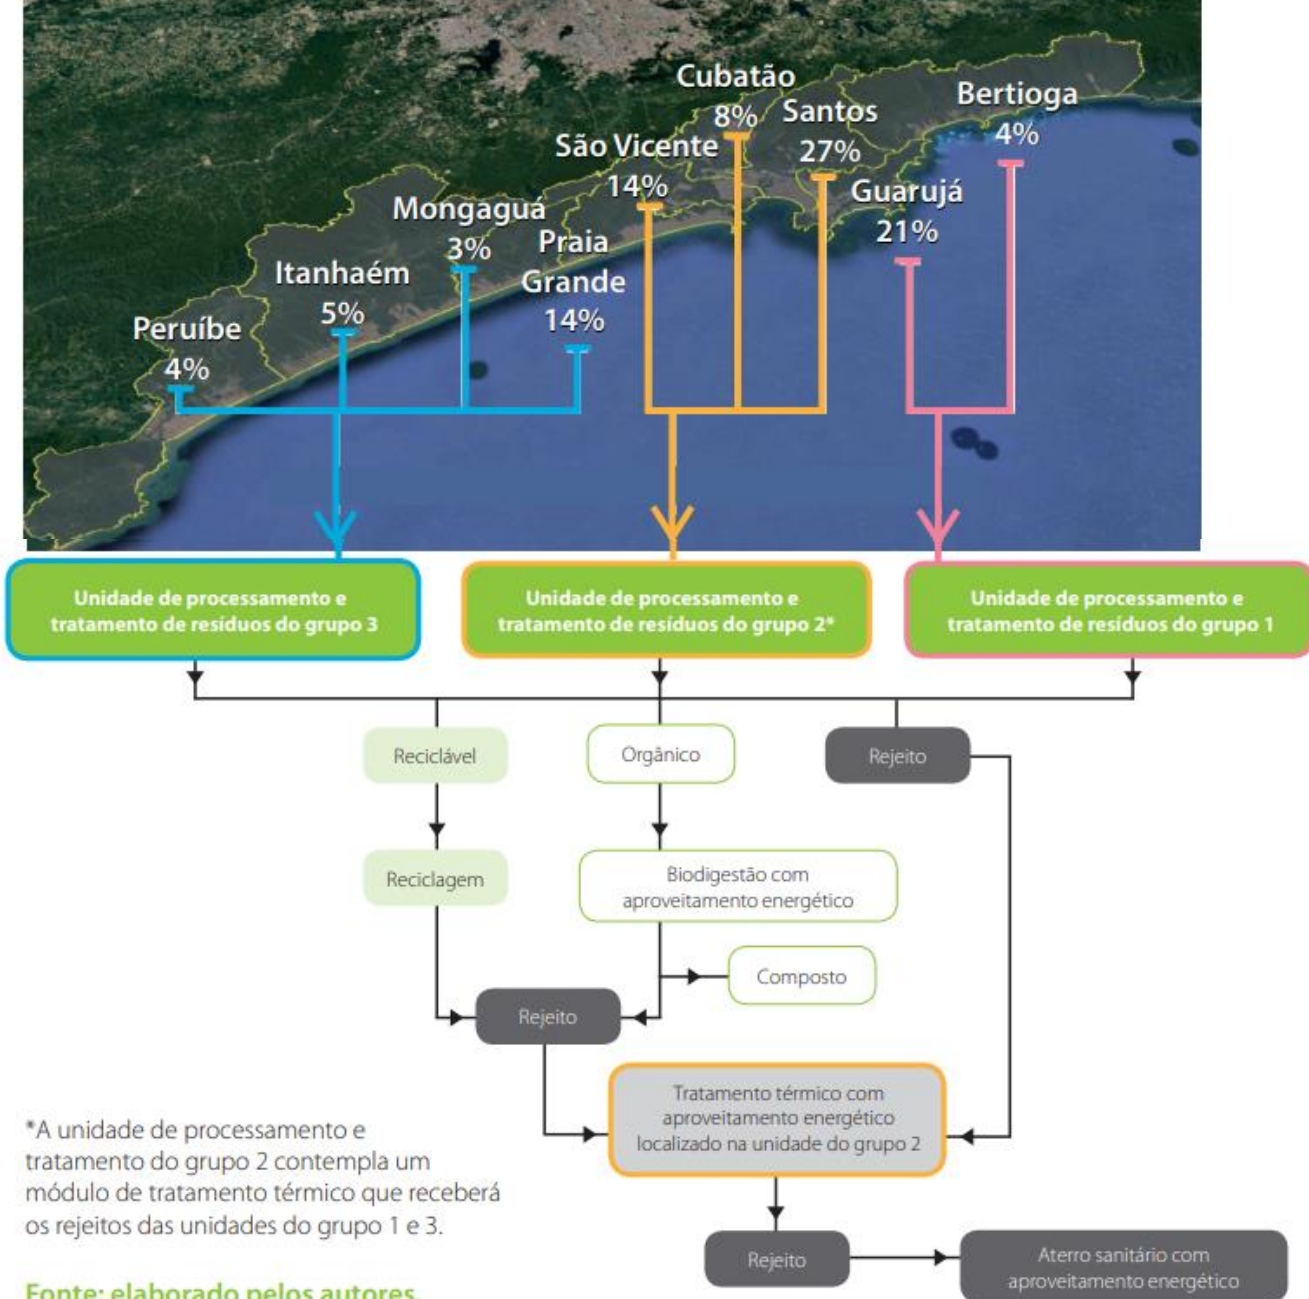 Cubatão
8%
Santos
27%
Bertioga
4%
São Vicente
14%
Guarujá
21%
Mongaguá
3%
Praia
Grande
14%
Itanhaém
5%
Peruíbe
4%
Unidade de processamento e
tratamento de resíduos do grupo 3
Unidade de processamento e
tratamento de resíduos do grupo 2*
Unidade de processamento e
tratamento de resíduos do grupo 1
Reciclável
Orgânico
Rejeito
Reciclagem
Biodigestão com
aproveitamento energético
Composto
Rejeito
Tratamento térmico com
aproveitamento energético
localizado na unidade do grupo 2
*A unidade de processamento e
tratamento do grupo 2 contempla um
módulo de tratamento térmico que receberá
os rejeitos das unidades do grupo 1 e 3.
Rejeito
Aterro sanitário com
aproveitamento energético
Fonte: elaborado pelos autores.